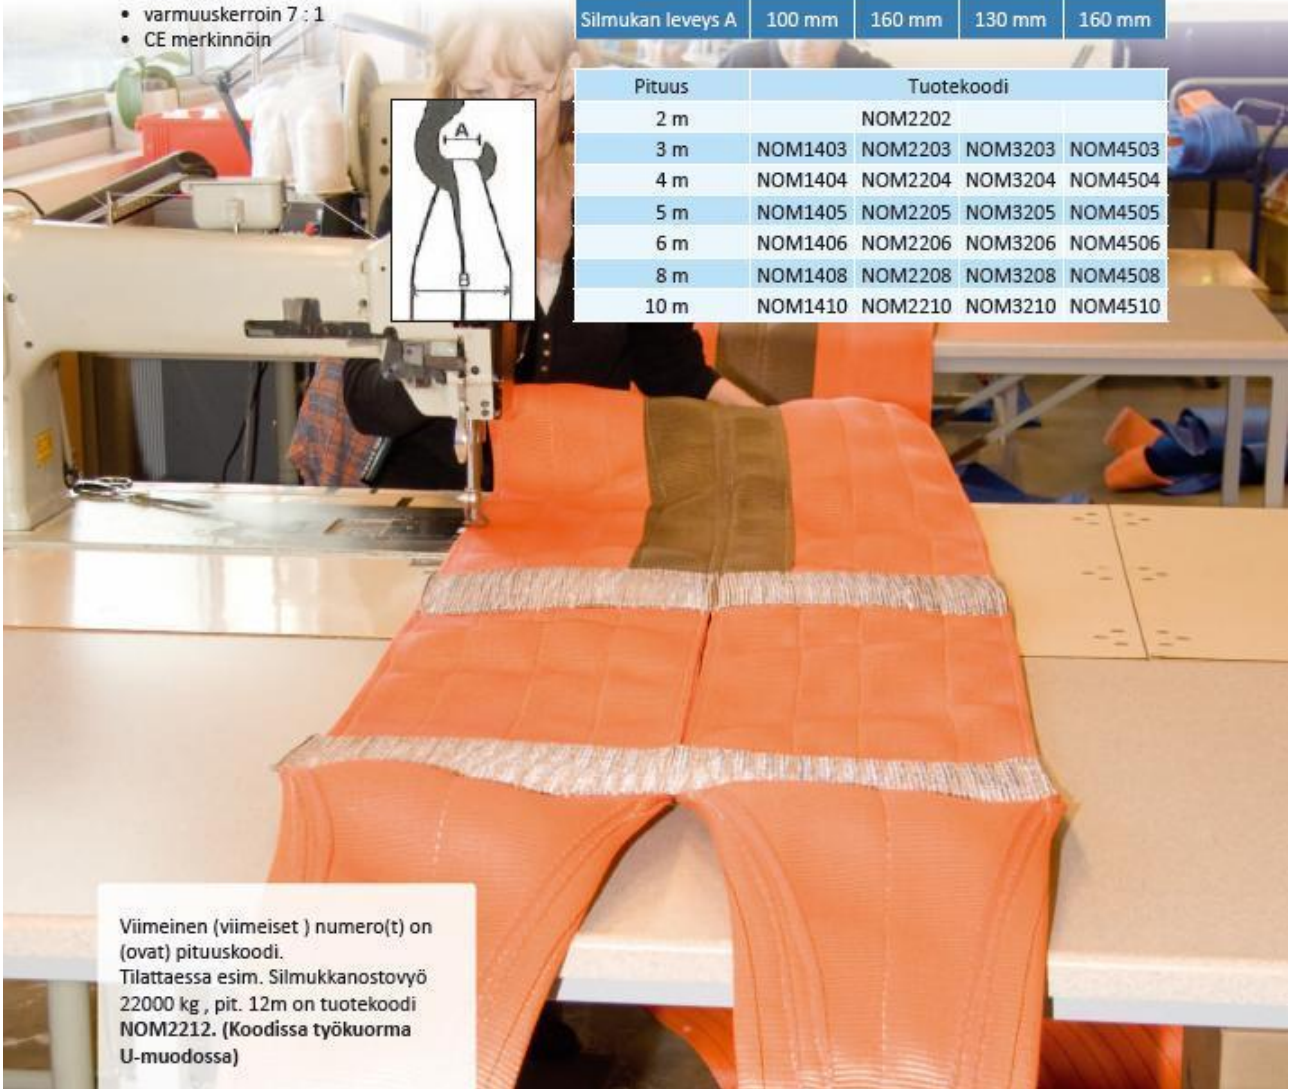 • varmuuskerroin 7 : 1
• CE merkinnöin
Silmukan leveys A 100 mm 160 mm 130 mm 160 mm
Pituus Tuotekoodi
2 m NOM2202
3 m NOM1403 NOM2203 NOM3203 NOM4503
4 m NOM1404 NOM2204 NOM3204 NOM4504
5 m NOM1405 NOM2205 NOM3205 NOM4505
6 m NOM1406 NOM2206 NOM3206 NOM4506
8 m NOM1408 NOM2208 NOM3208 NOM4508
10 m NOM1410 NOM2210 NOM3210 NOM4510
A
B
Viimeinen (viimeiset ) numero(t) on
(ovat) pituuskoodi.
Tilattaessa esim. Silmukkanostovyö
22000 kg , pit. 12m on tuotekoodi
NOM2212. (Koodissa työkuorma
U-muodossa)